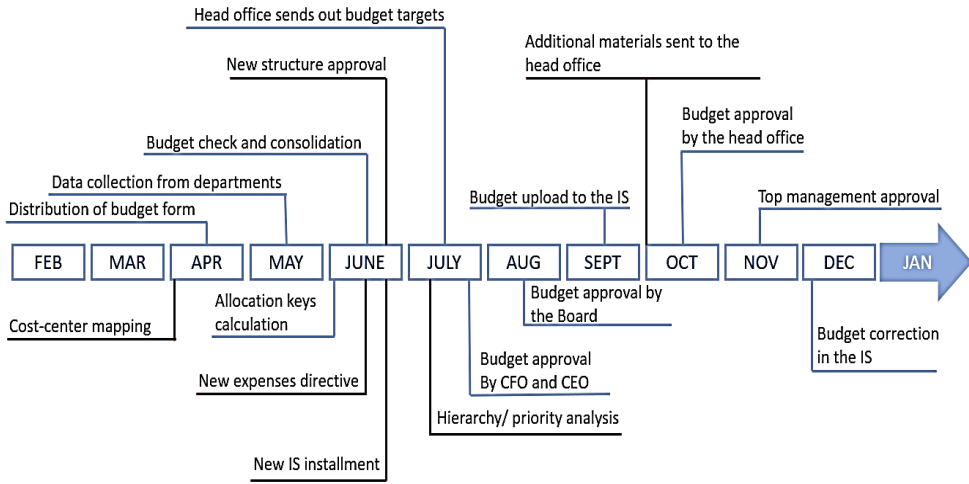 Head office sends out budget targets
New structure approval
Additional materials sent to the
head office
Budget check and consolidation
Budget approval
by the head office
Data collection from departments
Distribution of budget form
Budget upload to the IS
Top management approval
FEB
MAR
APR
MAY
JUNE
JULY
AUG
SEPT
OCT
NOV
DEC
JAN
Cost-center mapping
Allocation keys
calculation
Budget approval by
the Board
Budget correction
in the IS
New expenses directive
Budget approval
By CFO and CEO
Hierarchy/ priority analysis
New IS installment